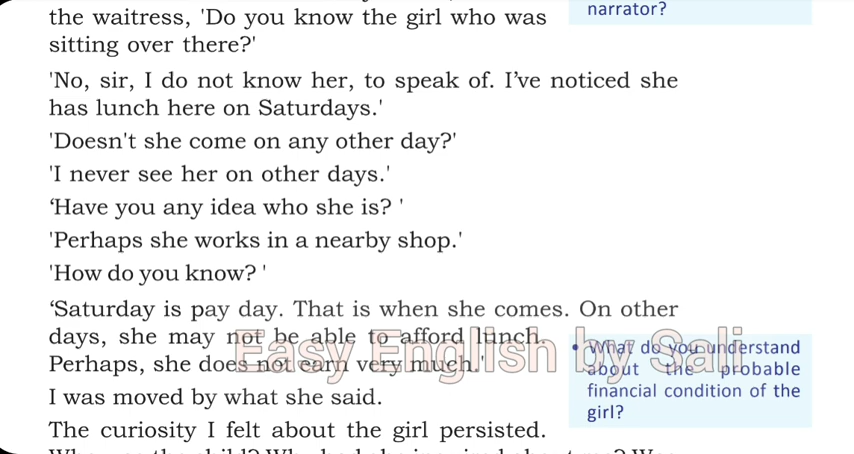 the waitress, 'Do you know the girl who was
sitting over there?'
narrator?
'No, sir, I do not know her, to speak of. I've noticed she
has lunch here on Saturdays.'
'Doesn't she come on any other day?'
'I never see her on other days.'
'Have you any idea who she is? '
'Perhaps she works in a nearby shop.'
'How do you know? '
'Saturday is pay day. That is when she comes. On other
days, she may not be able to afford lunch.
Perhaps, she does not earn very much.'
Easy English by Sali
• What do you understand
about the probable
financial condition of the
girl?
I was moved by what she said.
The curiosity I felt about the girl persisted.